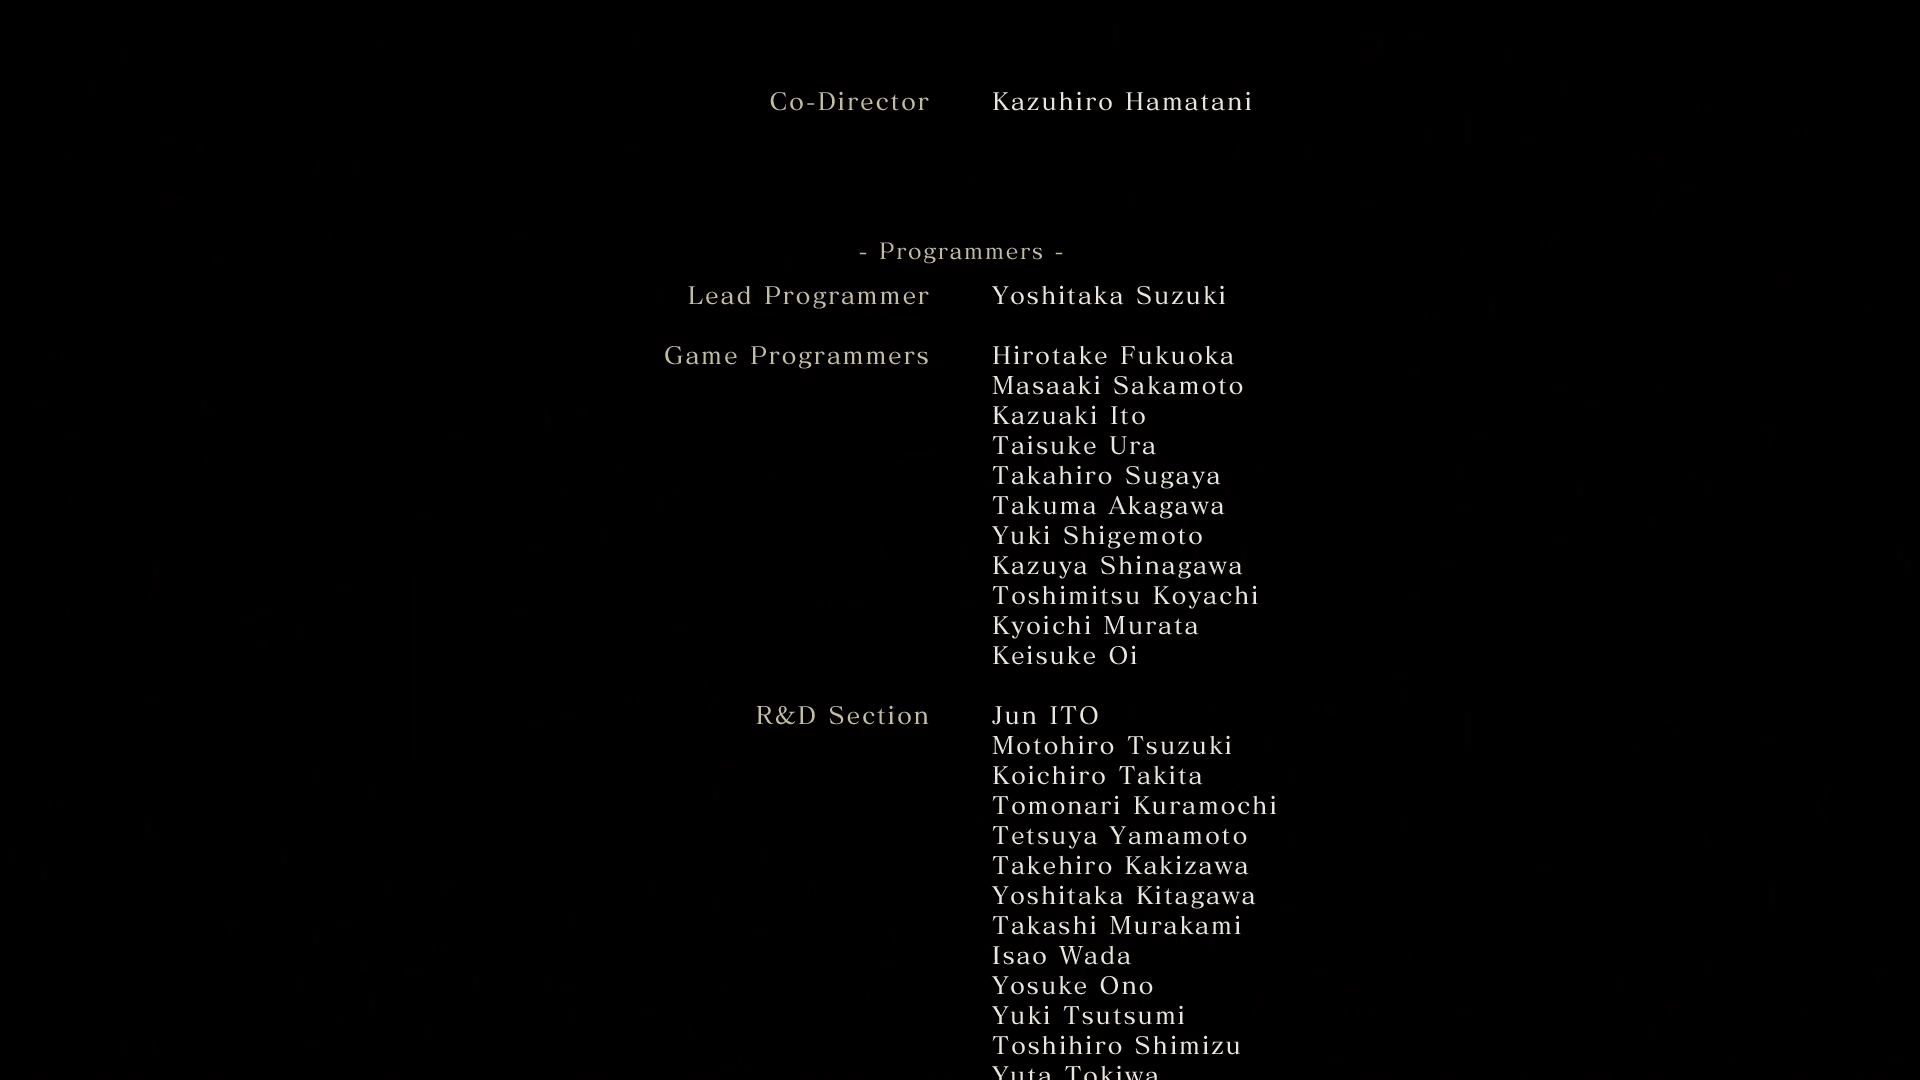 Co-Director Kazuhiro Hamatani
- Programmers -
Lead Programmer Yoshitaka Suzuki
Game Programmers Hirotake Fukuoka
Masaaki Sakamoto
Kazuaki Ito
Taisuke Ura
Takahiro Sugaya
Takuma Akagawa
Yuki Shigemoto
Kazuya Shinagawa
Toshimitsu Koyachi
Kyoichi Murata
Keisuke Oi
R&D Section Jun ITO
Motohiro Tsuzuki
Koichiro Takita
Tomonari Kuramochi
Tetsuya Yamamoto
Takehiro Kakizawa
Yoshitaka Kitagawa
Takashi Murakami
Isao Wada
Yosuke Ono
Yuki Tsutsumi
Toshihiro Shimizu
Yuta Tokiwa